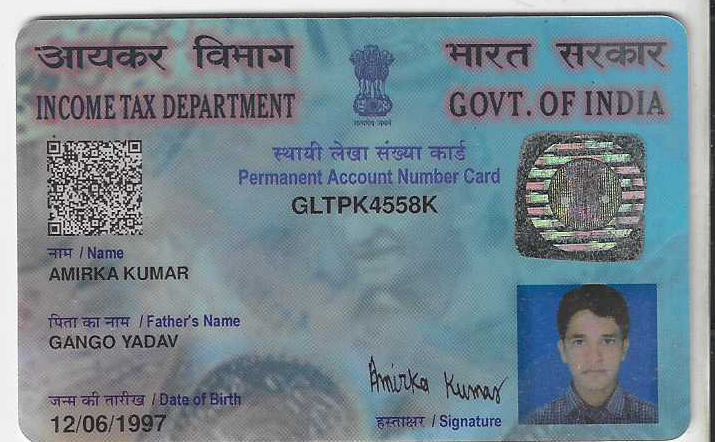 आयकर विभाग
INCOME TAX DEPARTMENT
भारत सरकार
GOVT. OF INDIA
सत्यमेव जयते
स्थायी लेखा संख्या कार्ड
Permanent Account Number Card
GLTPK4558K
नाम / Name
AMIRKA KUMAR
पिता का नाम / Father's Name
GANGO YADAV
जन्म की तारीख / Date of Birth
12/06/1997
Amirka Kumar
हस्ताक्षर / Signature